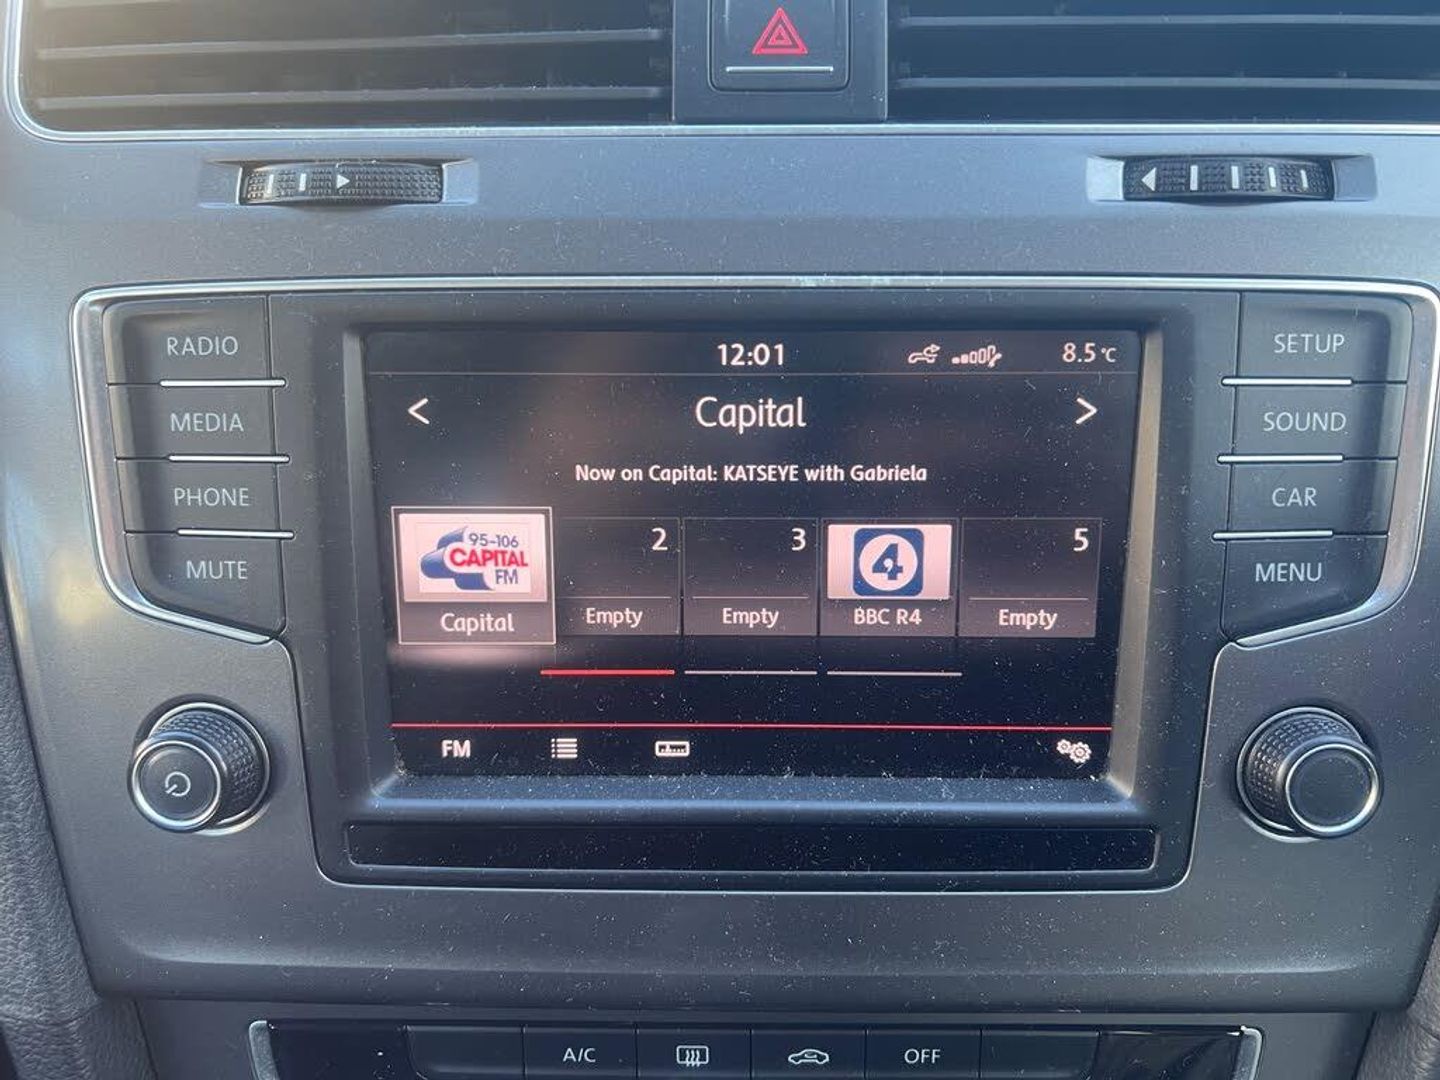 RADIO
MEDIA
PHONE
MUTE
12:01
8.5°C
<
Capital
>
Now on Capital: KATSEYE with Gabriela
95-106
CAPITAL
FM
Capital
2
Empty
3
Empty
4
BBC R4
5
Empty
FM
SETUP
SOUND
CAR
MENU
A/C
OFF